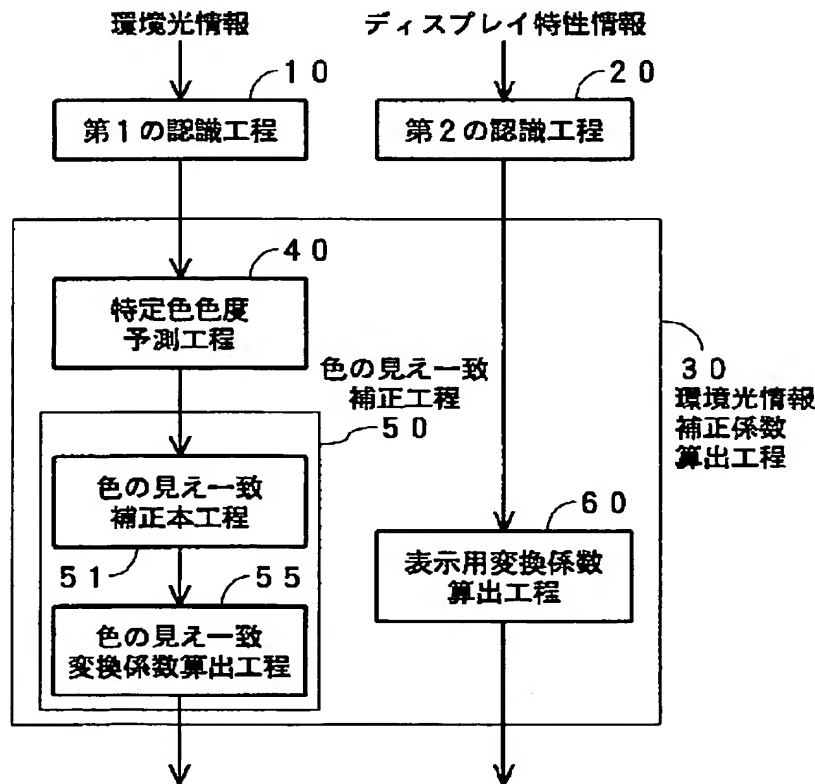 環境光情報
ディスプレイ特性情報
10
20
第1の認識工程
第2の認識工程
40
特定色色度
予測工程
30
環境光情報
補正係数
算出工程
色の見え一致
補正工程
50
色の見え一致
補正本工程
51
55
色の見え一致
変換係数算出工程
60
表示用変換係数
算出工程